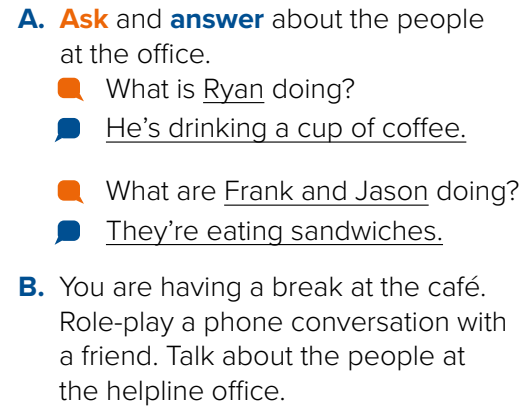 A. Ask and answer about the people
at the office.
What is Ryan doing?
He's drinking a cup of coffee.
What are Frank and Jason doing?
They're eating sandwiches.
B. You are having a break at the café.
Role-play a phone conversation with
a friend. Talk about the people at
the helpline office.